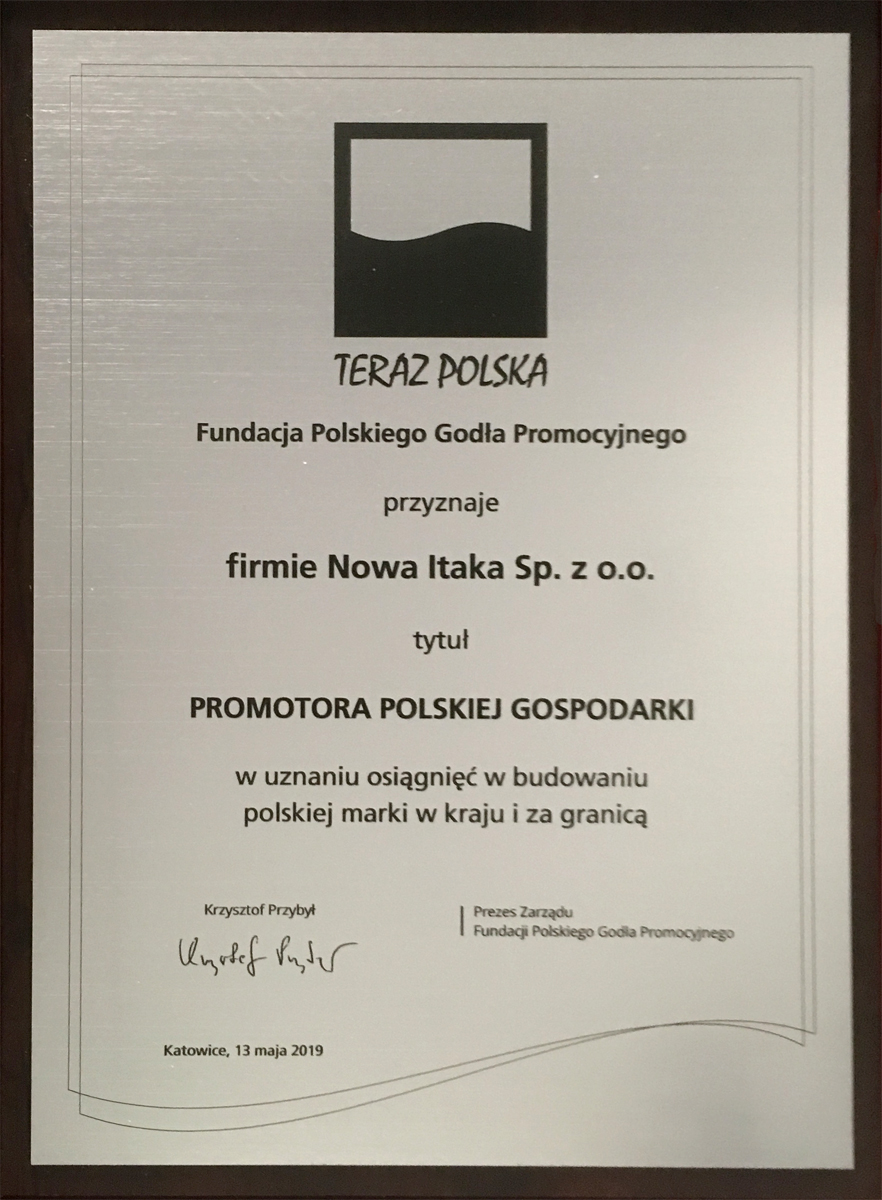 TERAZ POLSKA
Fundacja Polskiego Godła Promocyjnego
przyznaje
firmie Nowa Itaka Sp. z o.o.
tytuł
PROMOTORA POLSKIEJ GOSPODARKI
w uznaniu osiągnięć w budowaniu
polskiej marki w kraju i za granicą
Krzysztof Przybył
Prezes Zarządu
Fundacji Polskiego Godła Promocyjnego
Katowice, 13 maja 2019